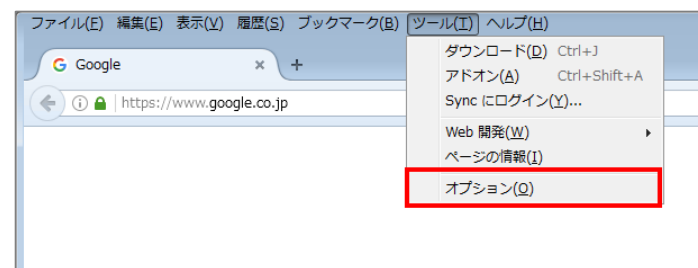 ファイル(F) 編集(E) 表示(V) 履歴(S) ブックマーク(B) ツール(T) ヘルプ(H)
Google × +
https://www.google.co.jp
ダウンロード(D) Ctrl+J
アドオン(A) Ctrl+Shift+A
Sync にログイン(Y)...
Web 開発(W)
ページの情報(I)
オプション(O)